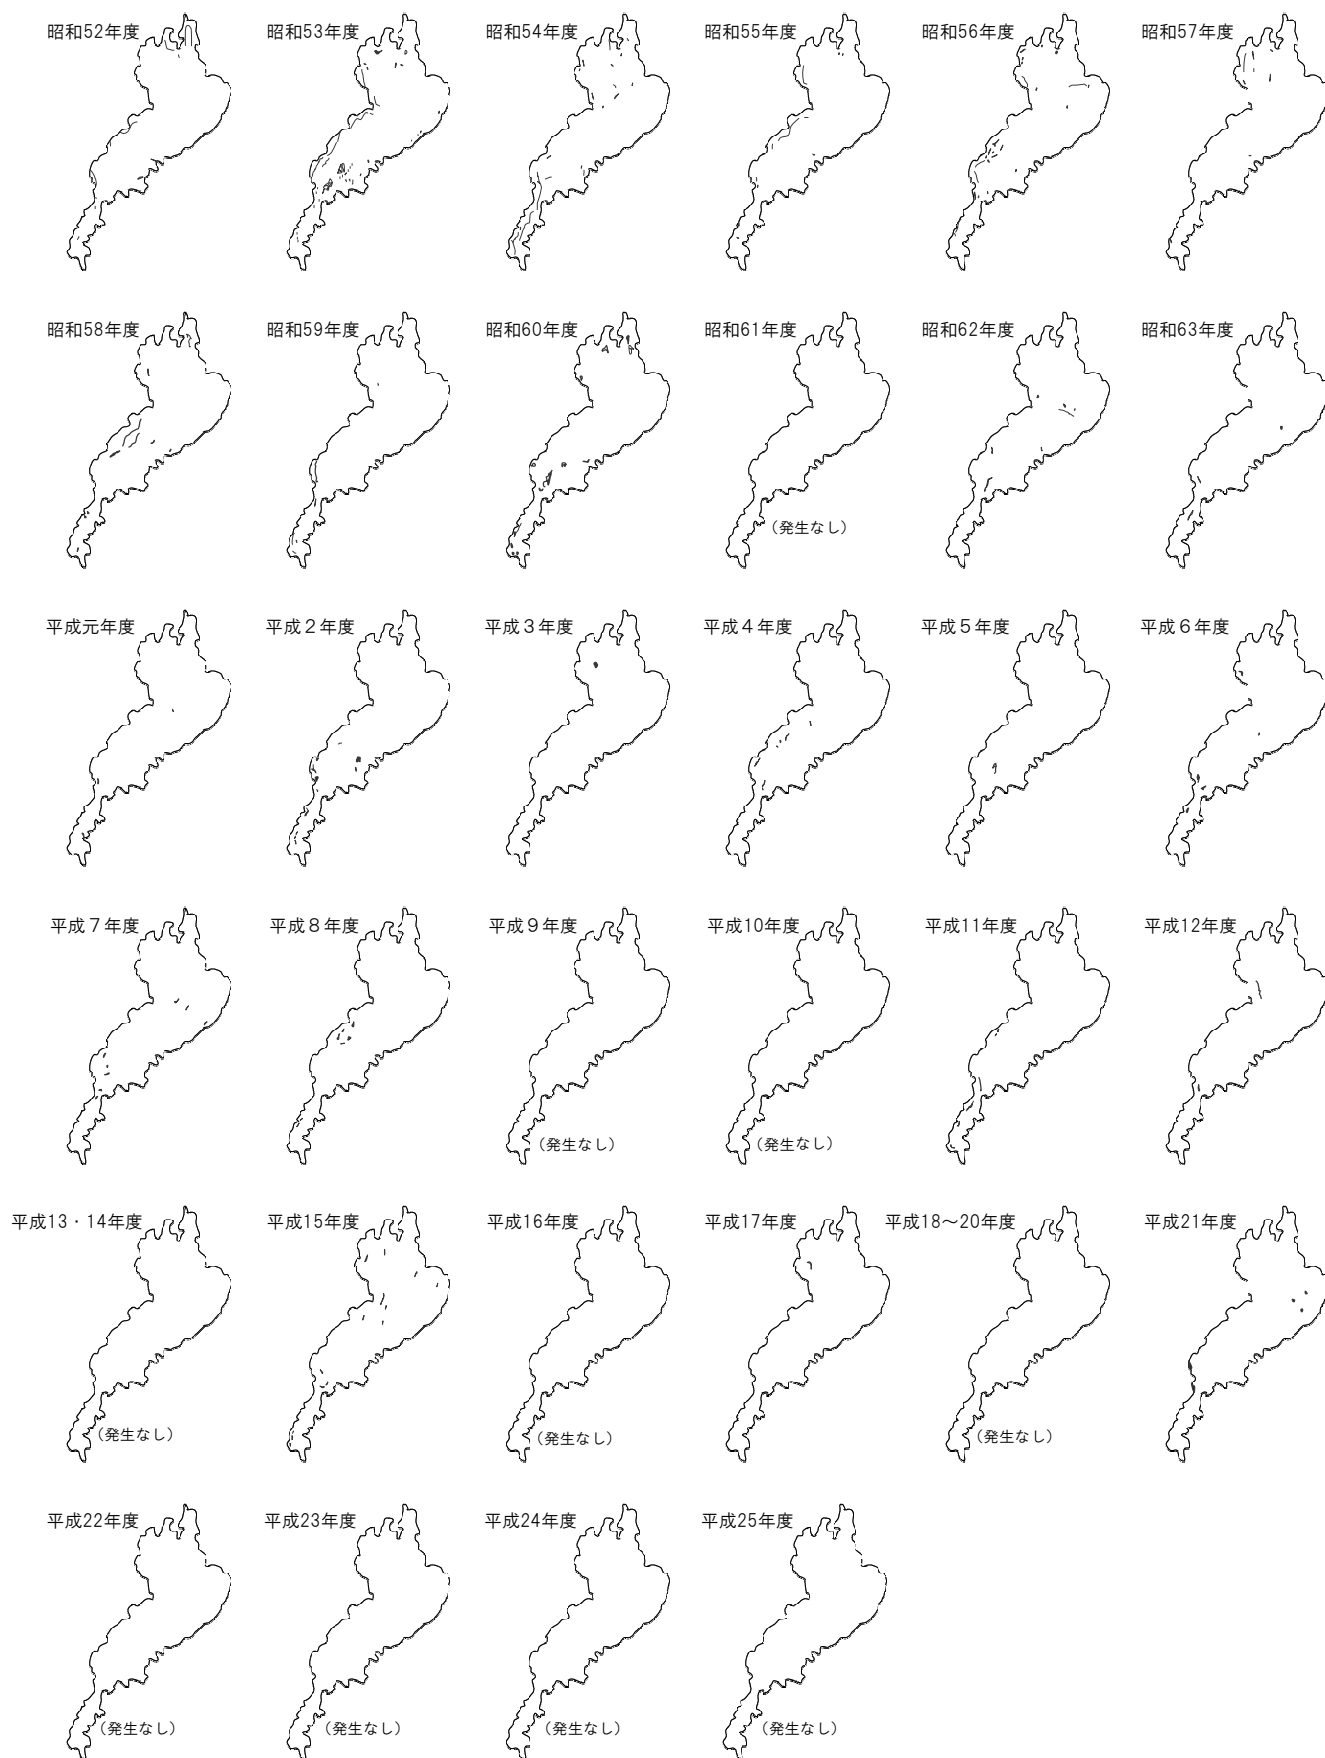 昭和52年度
昭和53年度
昭和54年度
昭和55年度
昭和56年度
昭和57年度
昭和58年度
昭和59年度
昭和60年度
昭和61年度
昭和62年度
昭和63年度
（発生なし）
平成元年度
平成２年度
平成３年度
平成４年度
平成５年度
平成６年度
平成７年度
平成８年度
平成９年度
平成10年度
平成11年度
平成12年度
（発生なし）
（発生なし）
平成13・14年度
平成15年度
平成16年度
平成17年度
平成18～20年度
平成21年度
（発生なし）
（発生なし）
（発生なし）
平成22年度
平成23年度
平成24年度
平成25年度
（発生なし）
（発生なし）
（発生なし）
（発生なし）